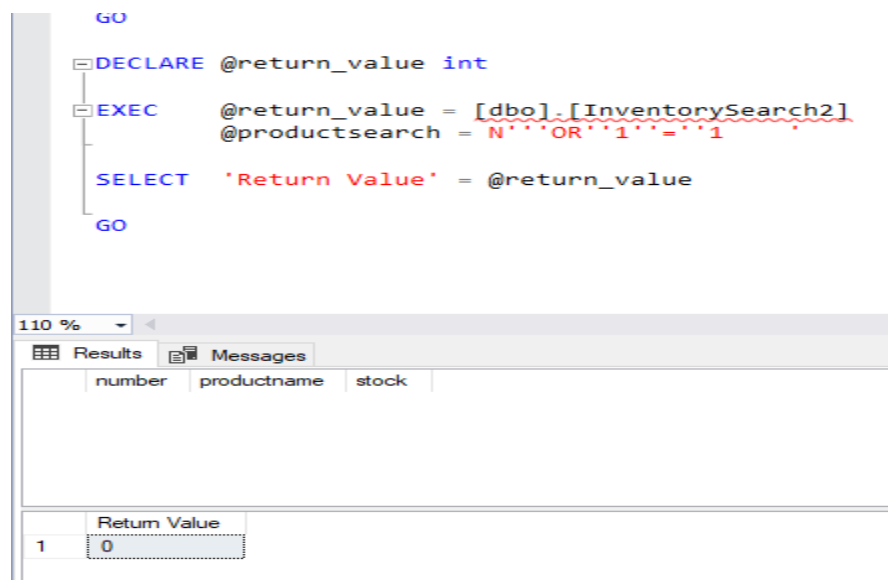 GO
DECLARE @return_value int
EXEC @return_value = [dbo].[InventorySearch2]
@productsearch = N'''OR''1''=''1 '
SELECT 'Return Value' = @return_value
GO
110 %
Results Messages
number productname stock
Return Value
1 0